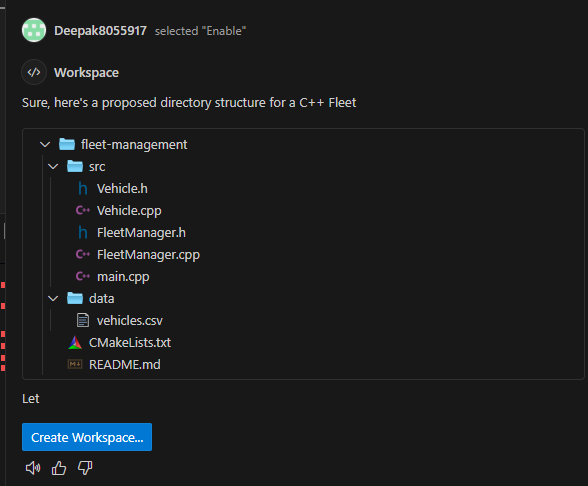 Deepak8055917 selected "Enable"
</> Workspace
Sure, here's a proposed directory structure for a C++ Fleet
fleet-management
src
h Vehicle.h
C++ Vehicle.cpp
h FleetManager.h
C++ FleetManager.cpp
C++ main.cpp
data
vehicles.csv
CMakeLists.txt
README.md
Let
Create Workspace...